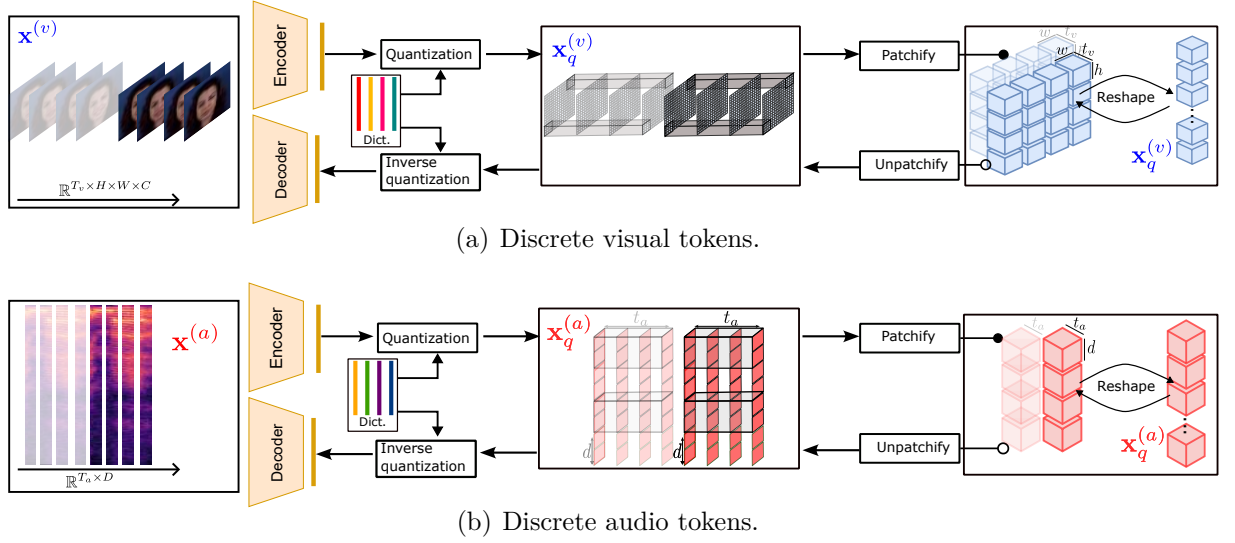 x^(v)
ℝ^{T_v×H×W×C}
Encoder
Decoder
Quantization
Dict.
Inverse
quantization
x_q^(v)
Patchify
Unpatchify
w t_v
w t_v
h
Reshape
x_q^(v)
(a) Discrete visual tokens.
x^(a)
ℝ^{T_a×D}
Encoder
Decoder
Quantization
Dict.
Inverse
quantization
x_q^(a)
t_a
t_a
d
d
Patchify
Unpatchify
t_a
t_a
d
Reshape
x_q^(a)
(b) Discrete audio tokens.